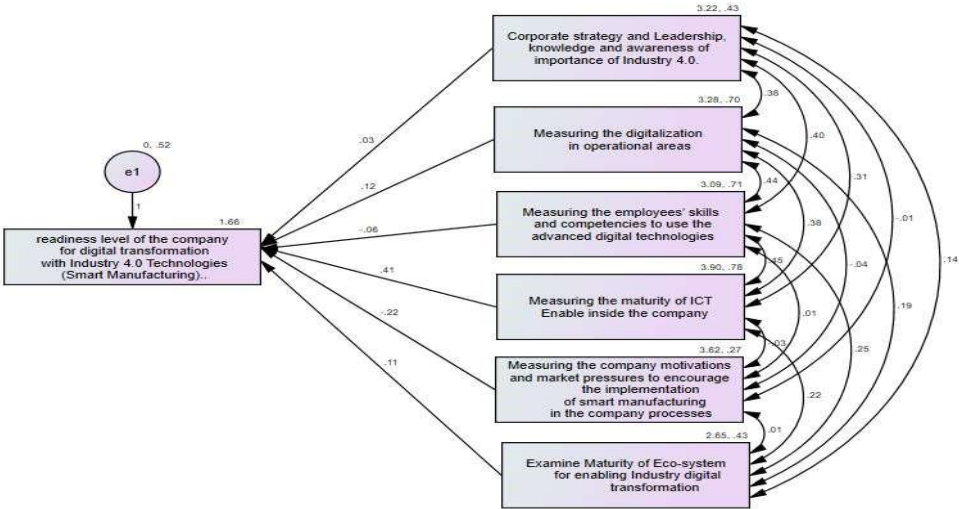 3.22, .43
Corporate strategy and Leadership,
knowledge and awareness of
importance of Industry 4.0.
.38
3.28, .70
Measuring the digitalization
in operational areas
.03
.40
0, .52
e1
.12
.44
.31
3.09, .71
1
Measuring the employees' skills
and competencies to use the
advanced digital technologies
-.01
1.66
-.06
.38
readiness level of the company
for digital transformation
with Industry 4.0 Technologies
(Smart Manufacturing)..
.45
-.04
.14
3.90, .78
.41
Measuring the maturity of ICT
Enable inside the company
.19
-.22
.01
.03
.25
3.62, .27
.11
Measuring the company motivations
and market pressures to encourage
the implementation
of smart manufacturing
in the company processes
.22
.01
2.65, .43
Examine Maturity of Eco-system
for enabling Industry digital
transformation